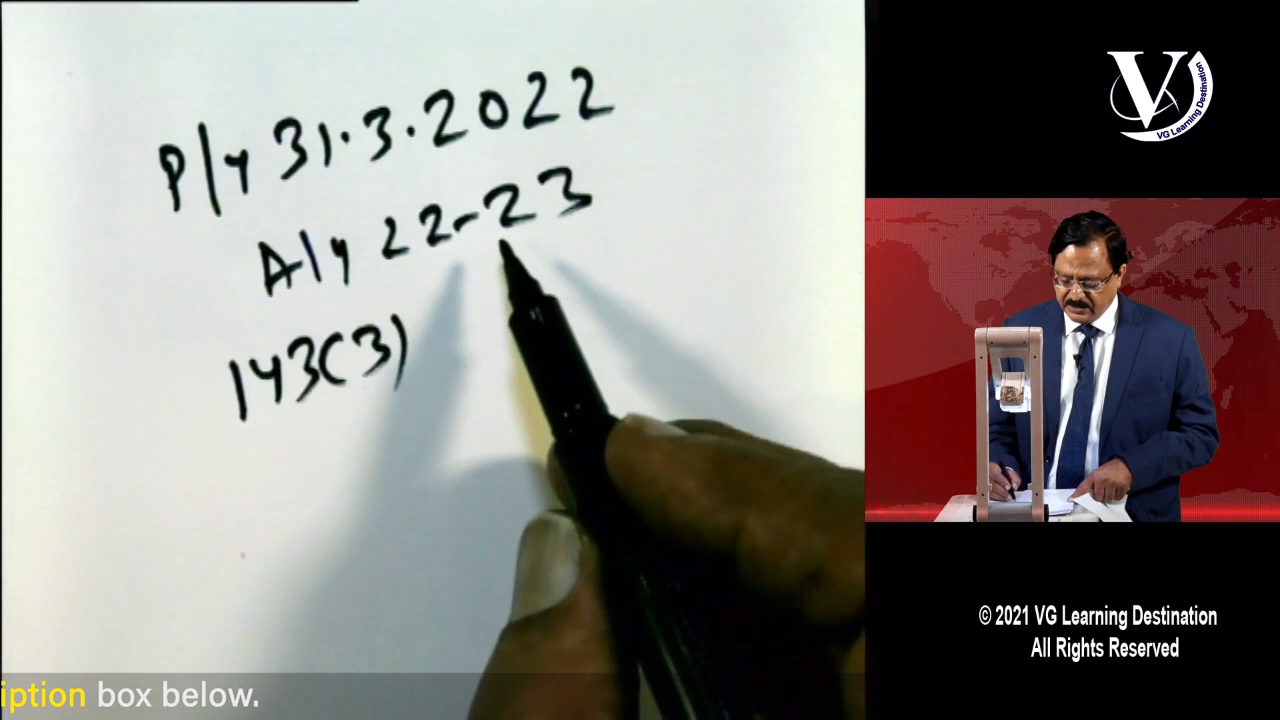 P/y 31.3.2022
A/y 22-23
143(3)
V
VG Learning Destination
© 2021 VG Learning Destination
All Rights Reserved
iption box below.